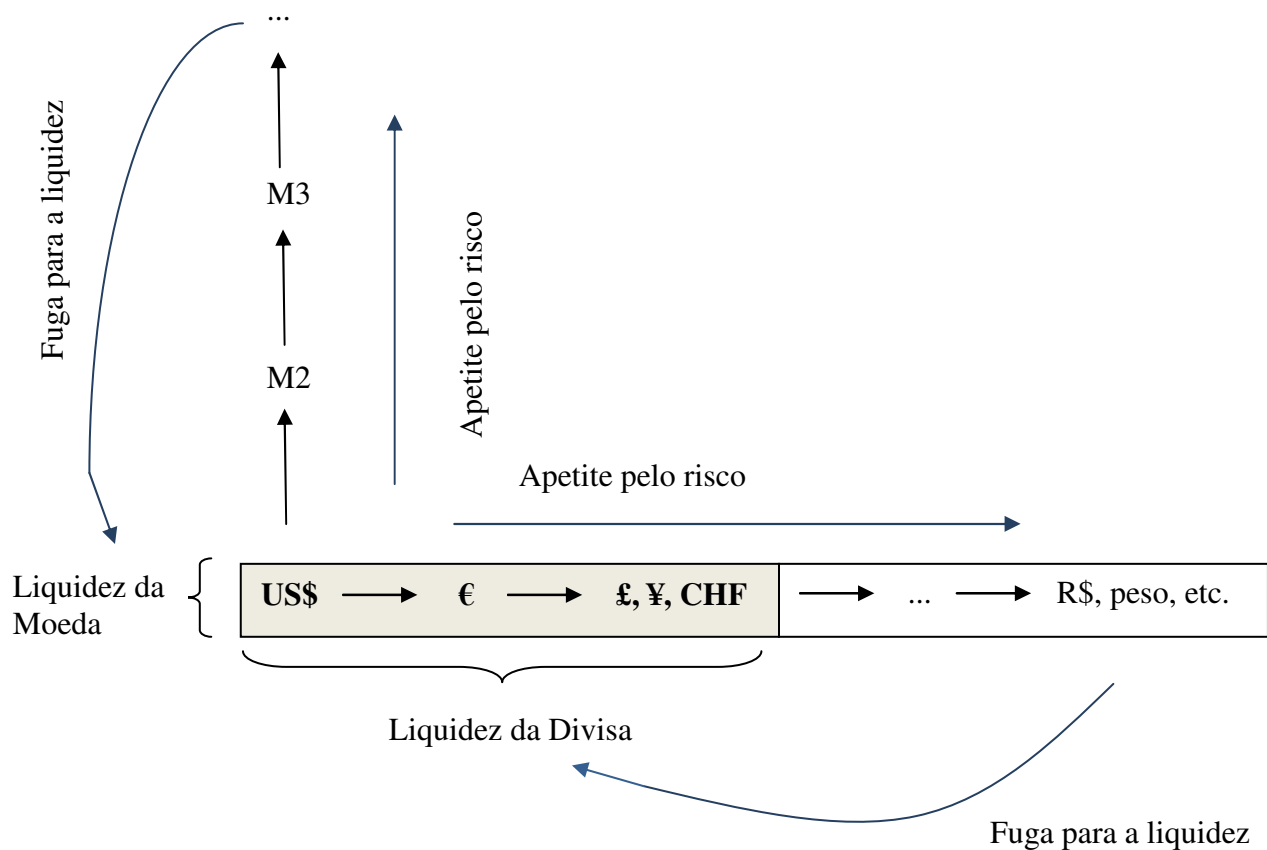 ...
Fuga para a liquidez
M3
Apetite pelo risco
M2
Apetite pelo risco
Liquidez da
Moeda
US$ € £, ¥, CHF ... R$, peso, etc.
Liquidez da Divisa
Fuga para a liquidez